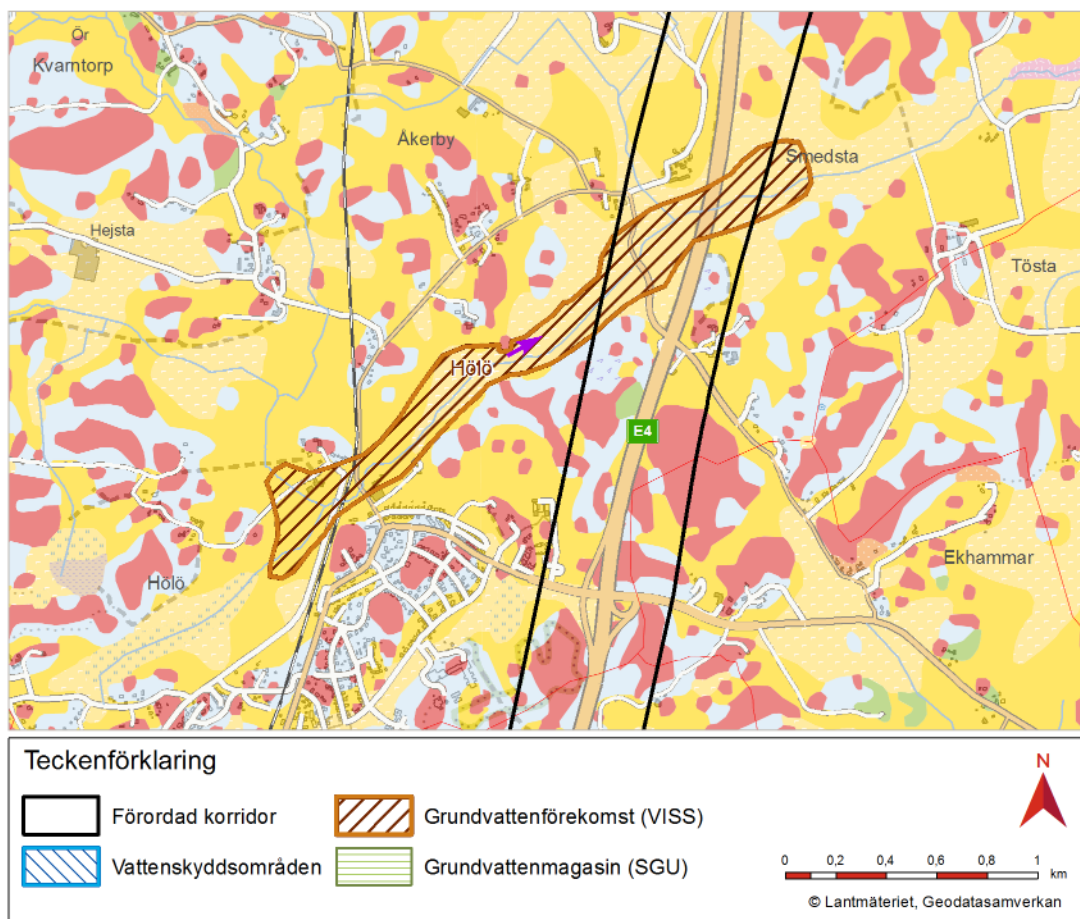 Ör
Kvarntorp
Åkerby
Smedsta
Hejsta
Tösta
Hölö
E4
Ekhammar
Hölö
Teckenförklaring
N
Förordad korridor
Grundvattenförekomst (VISS)
Vattenskyddsområden
Grundvattenmagasin (SGU)
0 0,2 0,4 0,6 0,8 1
km
© Lantmäteriet, Geodatasamverkan